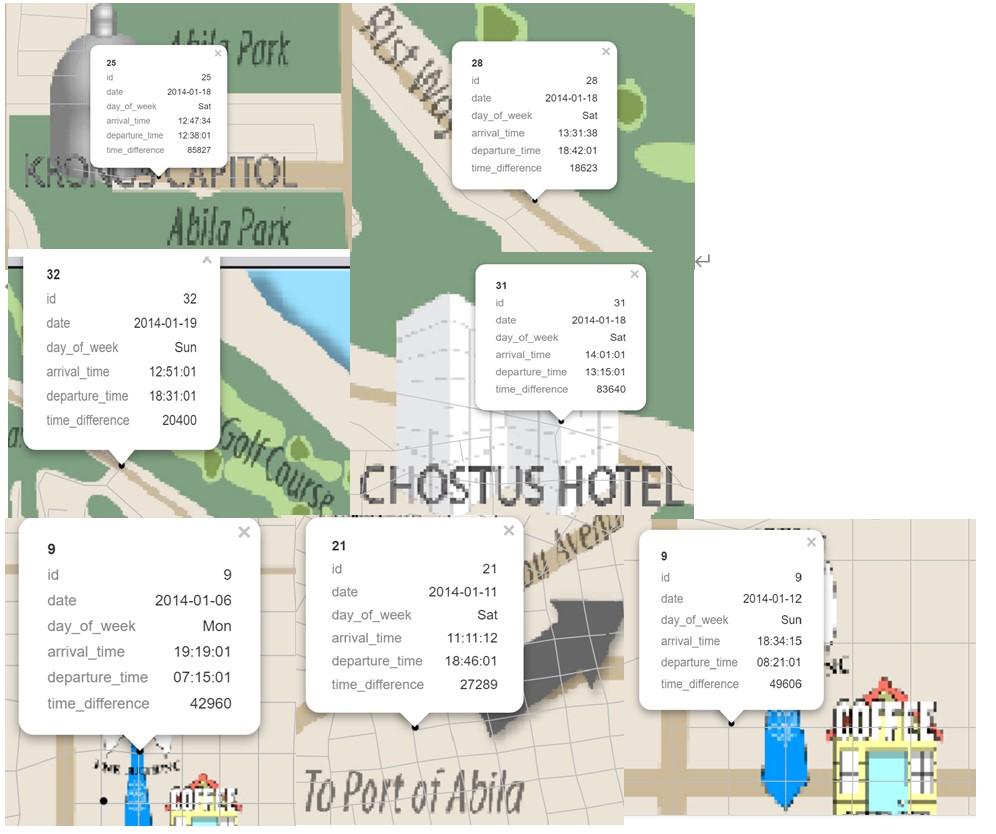 Abila Park
25
id 25
date 2014-01-18
day_of_week Sat
arrival_time 12:47:34
departure_time 12:38:01
time_difference 85827
KRONOS CAPITOL
Abila Park
Rist Way
28
id 28
date 2014-01-18
day_of_week Sat
arrival_time 13:31:38
departure_time 18:42:01
time_difference 18623
32
id 32
date 2014-01-19
day_of_week Sun
arrival_time 12:51:01
departure_time 18:31:01
time_difference 20400
Golf Course
31
id 31
date 2014-01-18
day_of_week Sat
arrival_time 14:01:01
departure_time 13:15:01
time_difference 83640
CHOSTUS HOTEL
9
id 9
date 2014-01-06
day_of_week Mon
arrival_time 19:19:01
departure_time 07:15:01
time_difference 42960
21
id 21
date 2014-01-11
day_of_week Sat
arrival_time 11:11:12
departure_time 18:46:01
time_difference 27289
To Port of Abila
9
id 9
date 2014-01-12
day_of_week Sun
arrival_time 18:34:15
departure_time 08:21:01
time_difference 49606